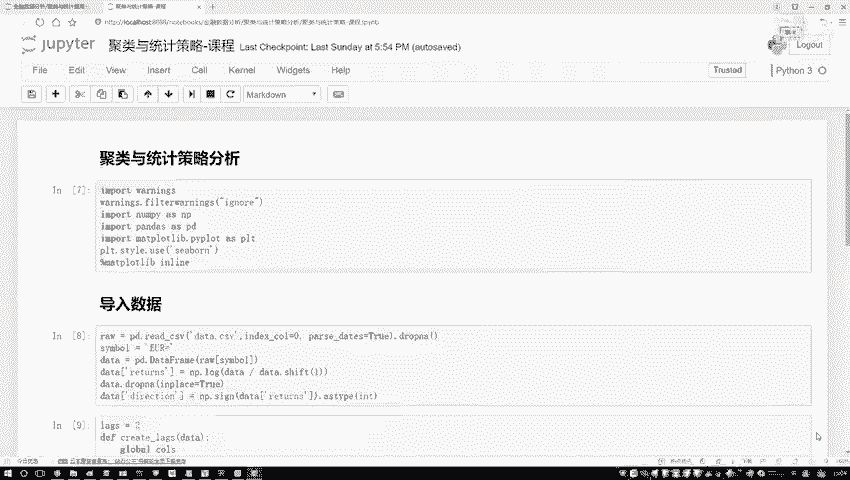 聚类与统计策略-课程
http://localhost:8888/notebooks/金融数据分析/聚类与统计策略分析/聚类与统计策略-课程.ipynb
jupyter 聚类与统计策略-课程 Last Checkpoint: Last Sunday at 5:54 PM (autosaved)
Logout
File Edit View Insert Cell Kernel Widgets Help
Trusted Python 3
Markdown
聚类与统计策略分析
In [7]: import warnings
warnings.filterwarnings("ignore")
import numpy as np
import pandas as pd
import matplotlib.pyplot as plt
plt.style.use('seaborn')
%matplotlib inline
导入数据
In [8]: raw = pd.read_csv('data.csv',index_col=0, parse_dates=True).dropna()
symbol = 'EUR='
data = pd.DataFrame(raw[symbol])
data['returns'] = np.log(data / data.shift(1))
data.dropna(inplace=True)
data['direction'] = np.sign(data['returns']).astype(int)
In [9]: lags = 2
def create_lags(data):
global cols